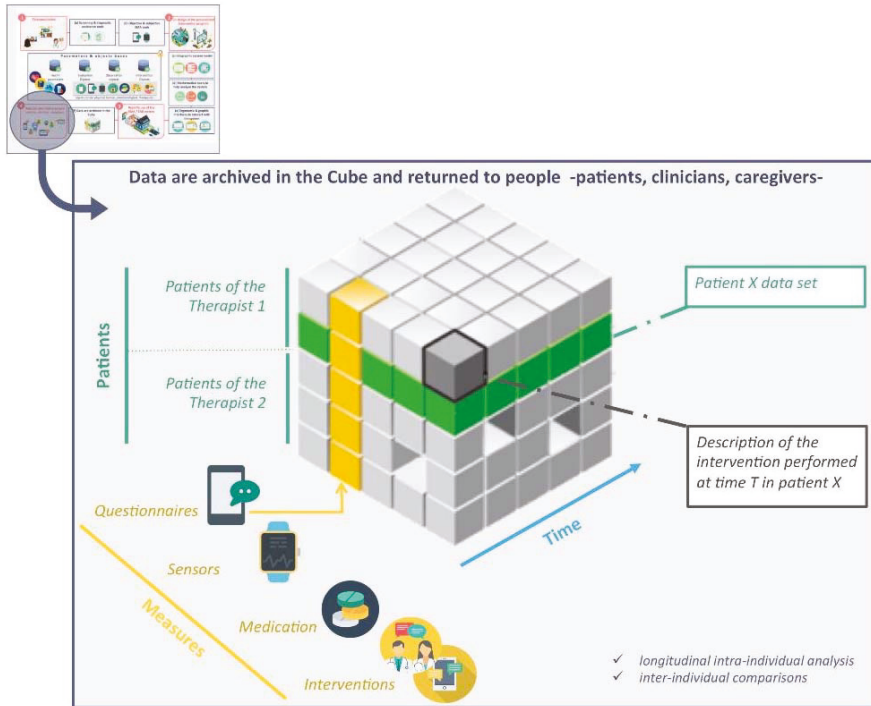 Data are archived in the Cube and returned to people -patients, clinicians, caregivers-
Patients of the
Therapist 1
Patients
Patients of the
Therapist 2
Patient X data set
Description of the
intervention performed
at time T in patient X
Time
Questionnaires
Sensors
Medication
Interventions
Measures
✓ longitudinal intra-individual analysis
✓ inter-individual comparisons